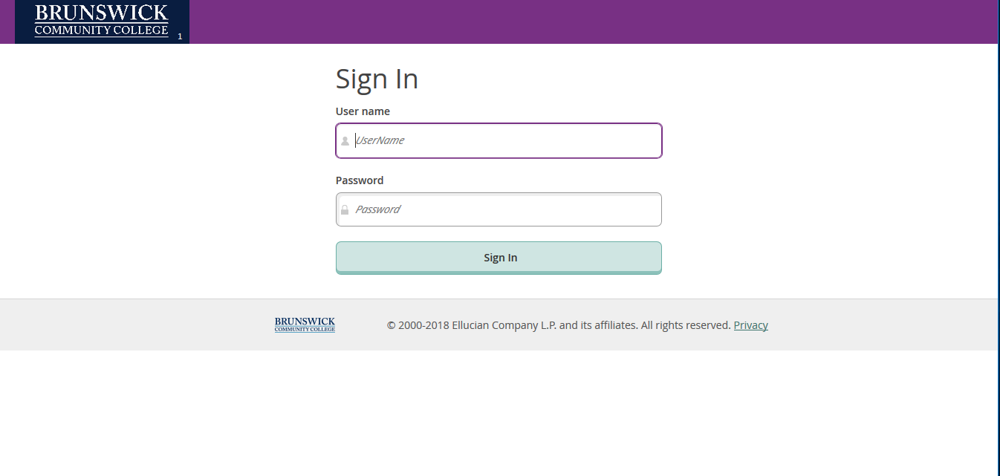 BRUNSWICK
COMMUNITY COLLEGE 1
Sign In
User name
UserName
Password
Password
Sign In
BRUNSWICK
COMMUNITY COLLEGE
© 2000-2018 Ellucian Company L.P. and its affiliates. All rights reserved. Privacy